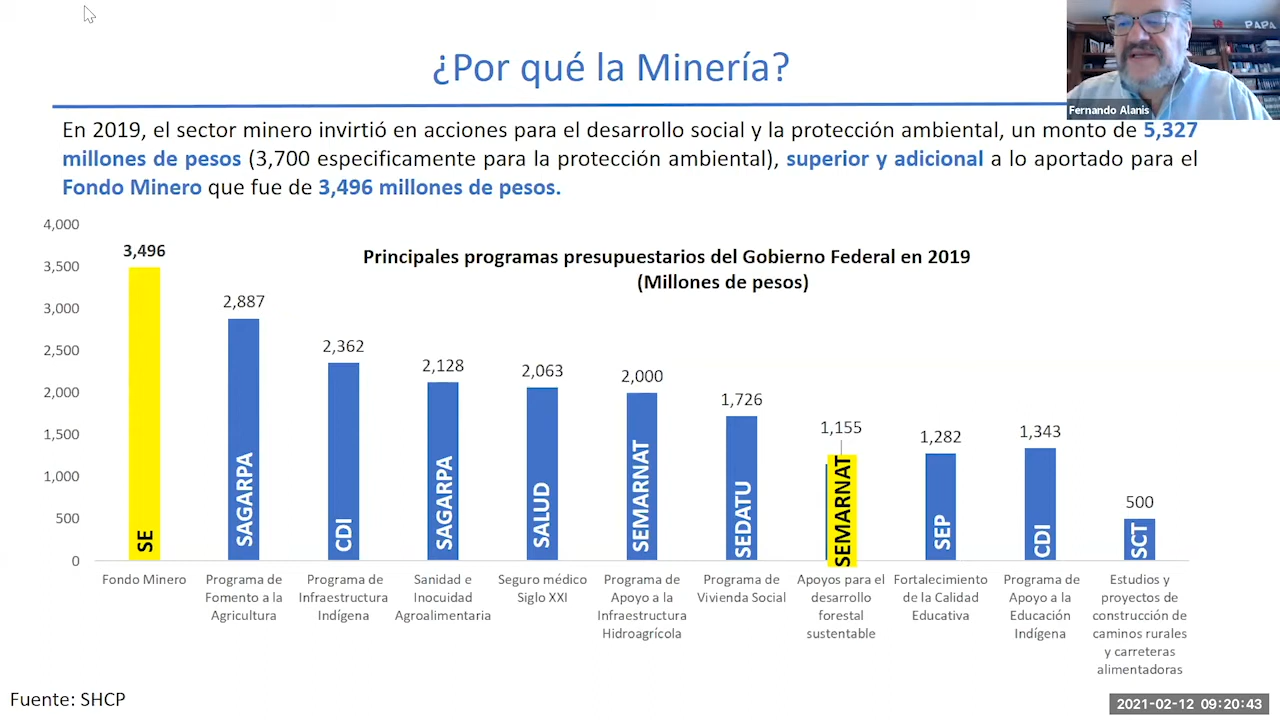 PAPA
Fernando Alanis
¿Por qué la Minería?
En 2019, el sector minero invirtió en acciones para el desarrollo social y la protección ambiental, un monto de 5,327
millones de pesos (3,700 especificamente para la protección ambiental), superior y adicional a lo aportado para el
Fondo Minero que fue de 3,496 millones de pesos.
Principales programas presupuestarios del Gobierno Federal en 2019
(Millones de pesos)
4,000
3,500
3,000
2,500
2,000
1,500
1,000
500
0
3,496
2,887
2,362
2,128
2,063
2,000
1,726
1,155
1,282
1,343
500
SE
SAGARPA
CDI
SAGARPA
SALUD
SEMARNAT
SEDATU
SEMARNAT
SEP
CDI
SCT
Fondo Minero
Programa de
Fomento a la
Agricultura
Programa de
Infraestructura
Indígena
Sanidad e
Inocuidad
Agroalimentaria
Seguro médico
Siglo XXI
Programa de
Apoyo a la
Infraestructura
Hidroagrícola
Programa de
Vivienda Social
Apoyos para el
desarrollo
forestal
sustentable
Fortalecimiento
de la Calidad
Educativa
Programa de
Apoyo a la
Educación
Indígena
Estudios y
proyectos de
construcción de
caminos rurales
y carreteras
alimentadoras
Fuente: SHCP
2021-02-12 09:20:43